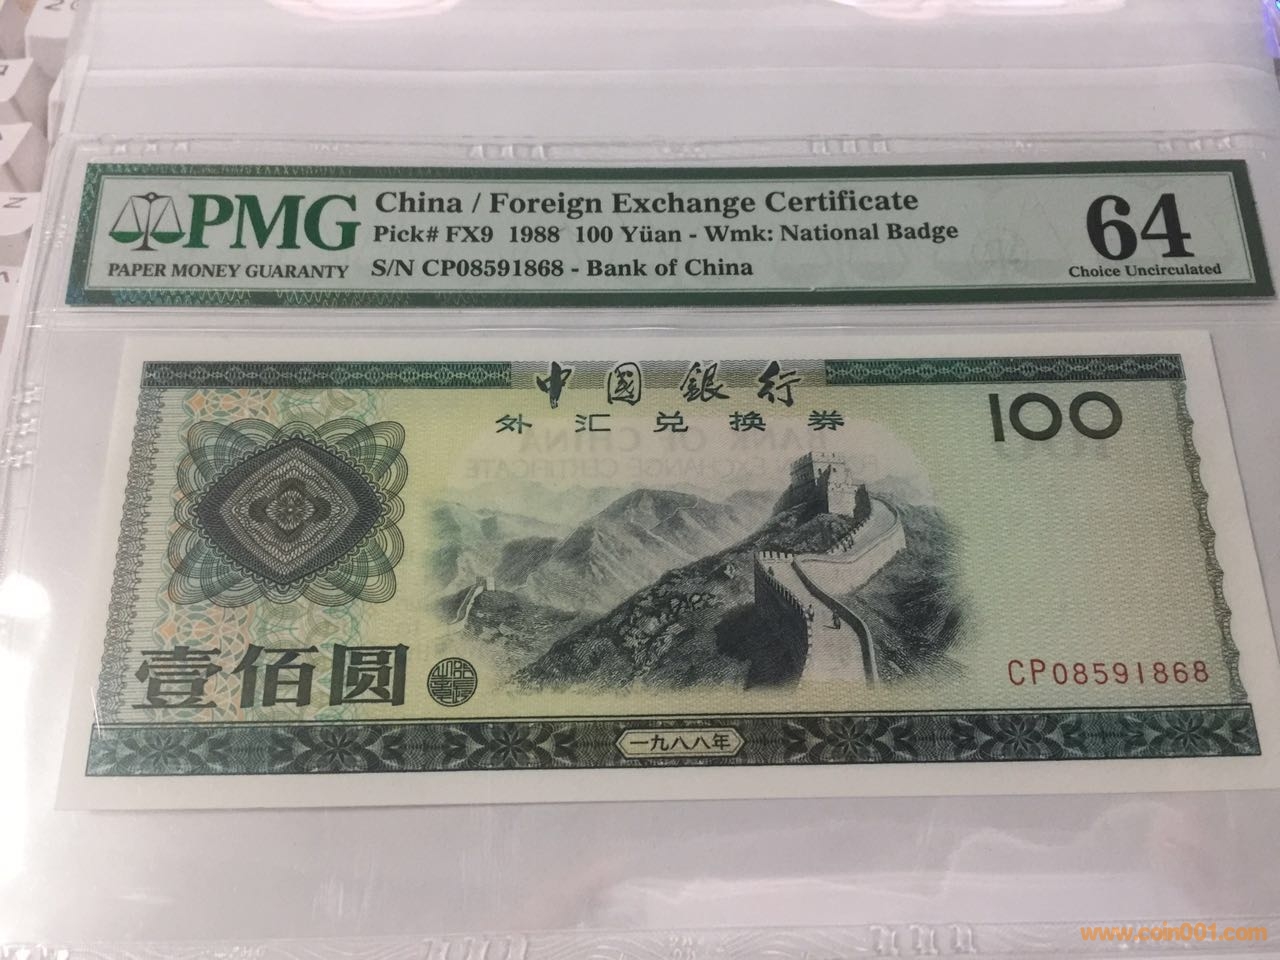 PMG
PAPER MONEY GUARANTY
China / Foreign Exchange Certificate
Pick# FX9 1988 100 Yüan - Wmk: National Badge
S/N CP08591868 - Bank of China
64
Choice Uncirculated
中國銀行
外汇兑换券
100
壹佰圆
CP08591868
一九八八年
www.coin001.com